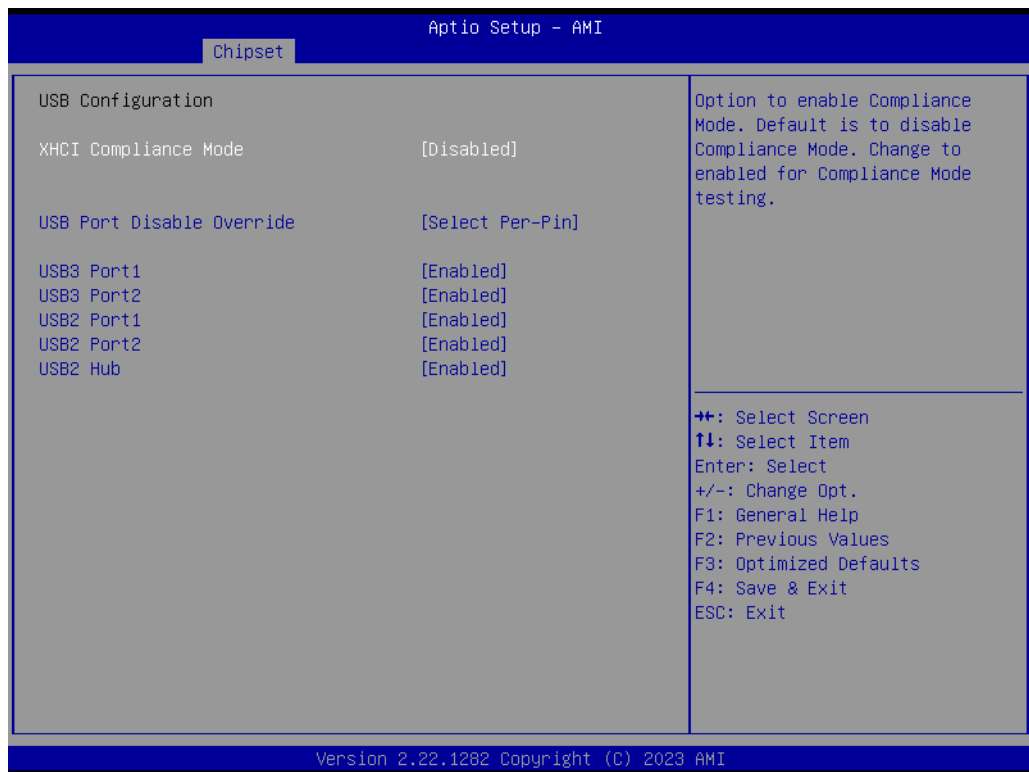 Aptio Setup – AMI
Chipset
USB Configuration
XHCI Compliance Mode [Disabled]
USB Port Disable Override [Select Per-Pin]
USB3 Port1 [Enabled]
USB3 Port2 [Enabled]
USB2 Port1 [Enabled]
USB2 Port2 [Enabled]
USB2 Hub [Enabled]
Option to enable Compliance
Mode. Default is to disable
Compliance Mode. Change to
enabled for Compliance Mode
testing.
→←: Select Screen
↑↓: Select Item
Enter: Select
+/-: Change Opt.
F1: General Help
F2: Previous Values
F3: Optimized Defaults
F4: Save & Exit
ESC: Exit
Version 2.22.1282 Copyright (C) 2023 AMI